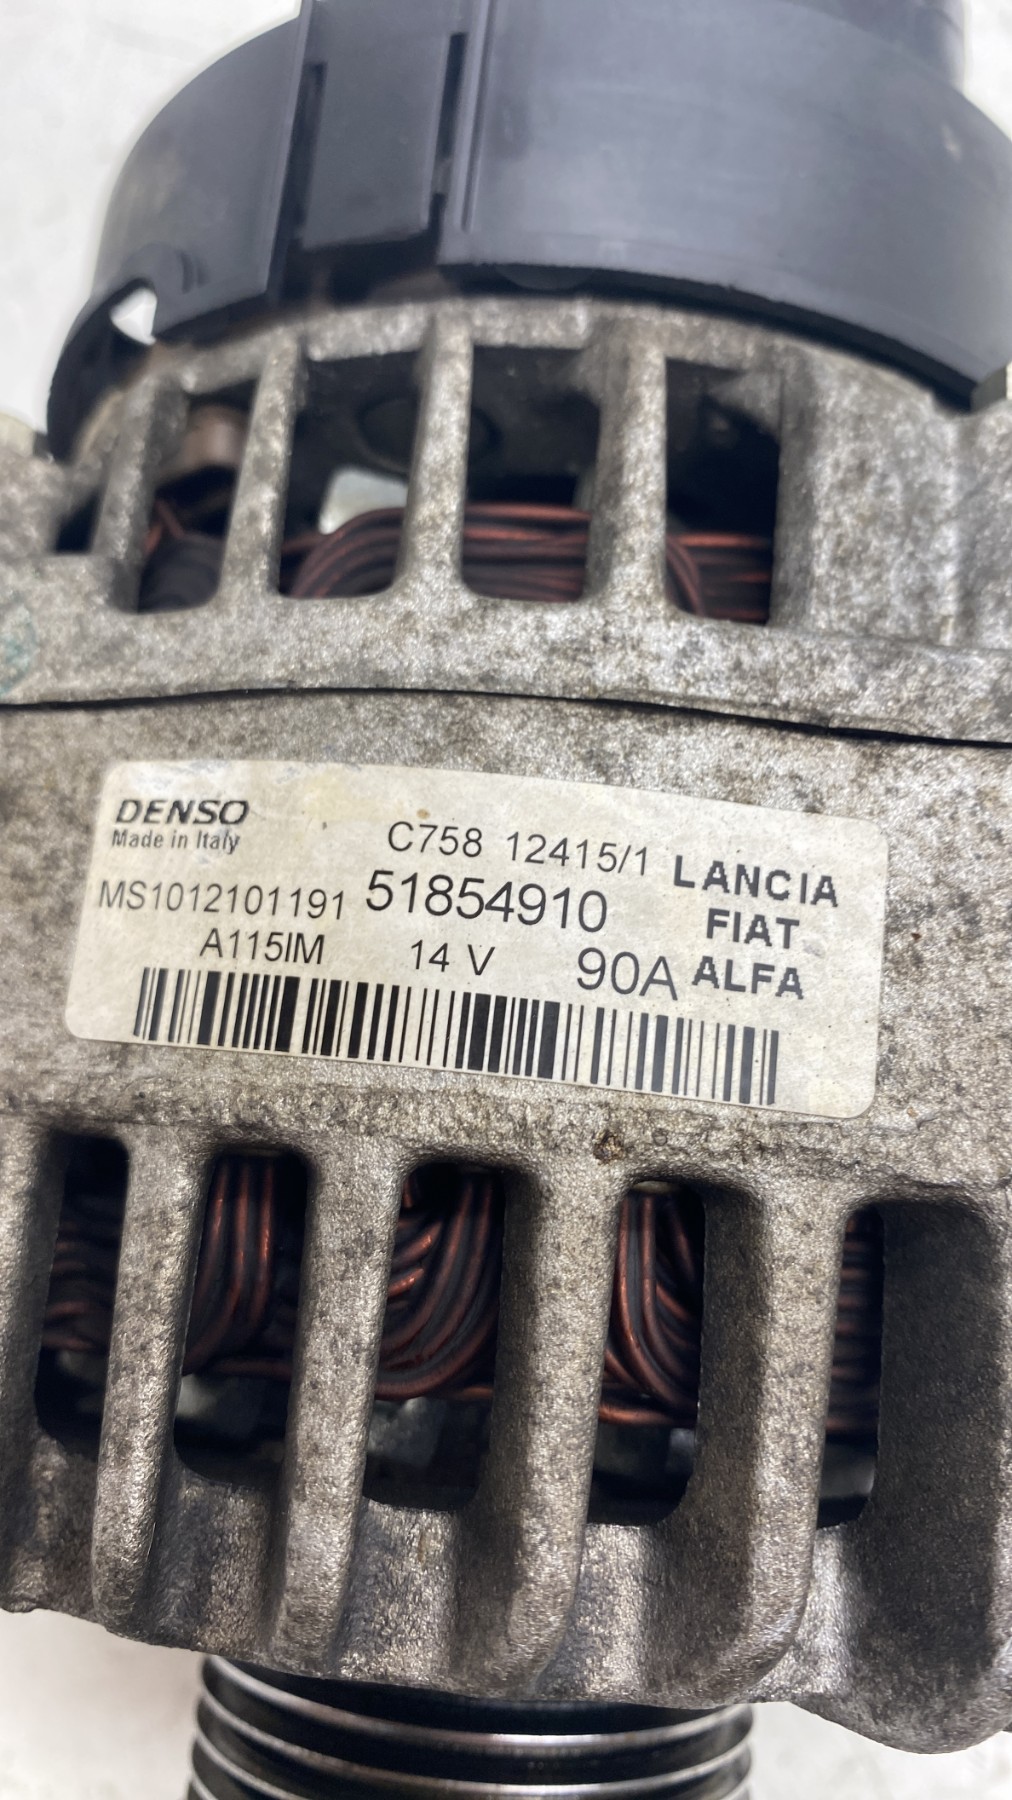 DENSO
Made in Italy
C758 12415/1
MS1012101191 51854910
A115IM 14 V 90A
LANCIA
FIAT
ALFA